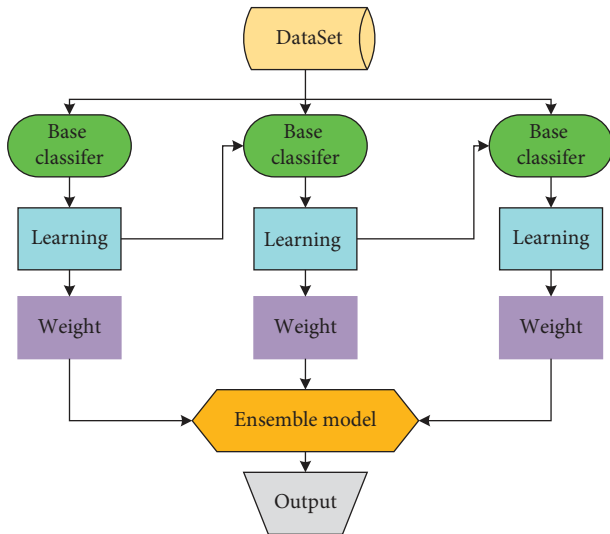 DataSet
Base
classifer
Base
classifer
Base
classifer
Learning
Learning
Learning
Weight
Weight
Weight
Ensemble model
Output